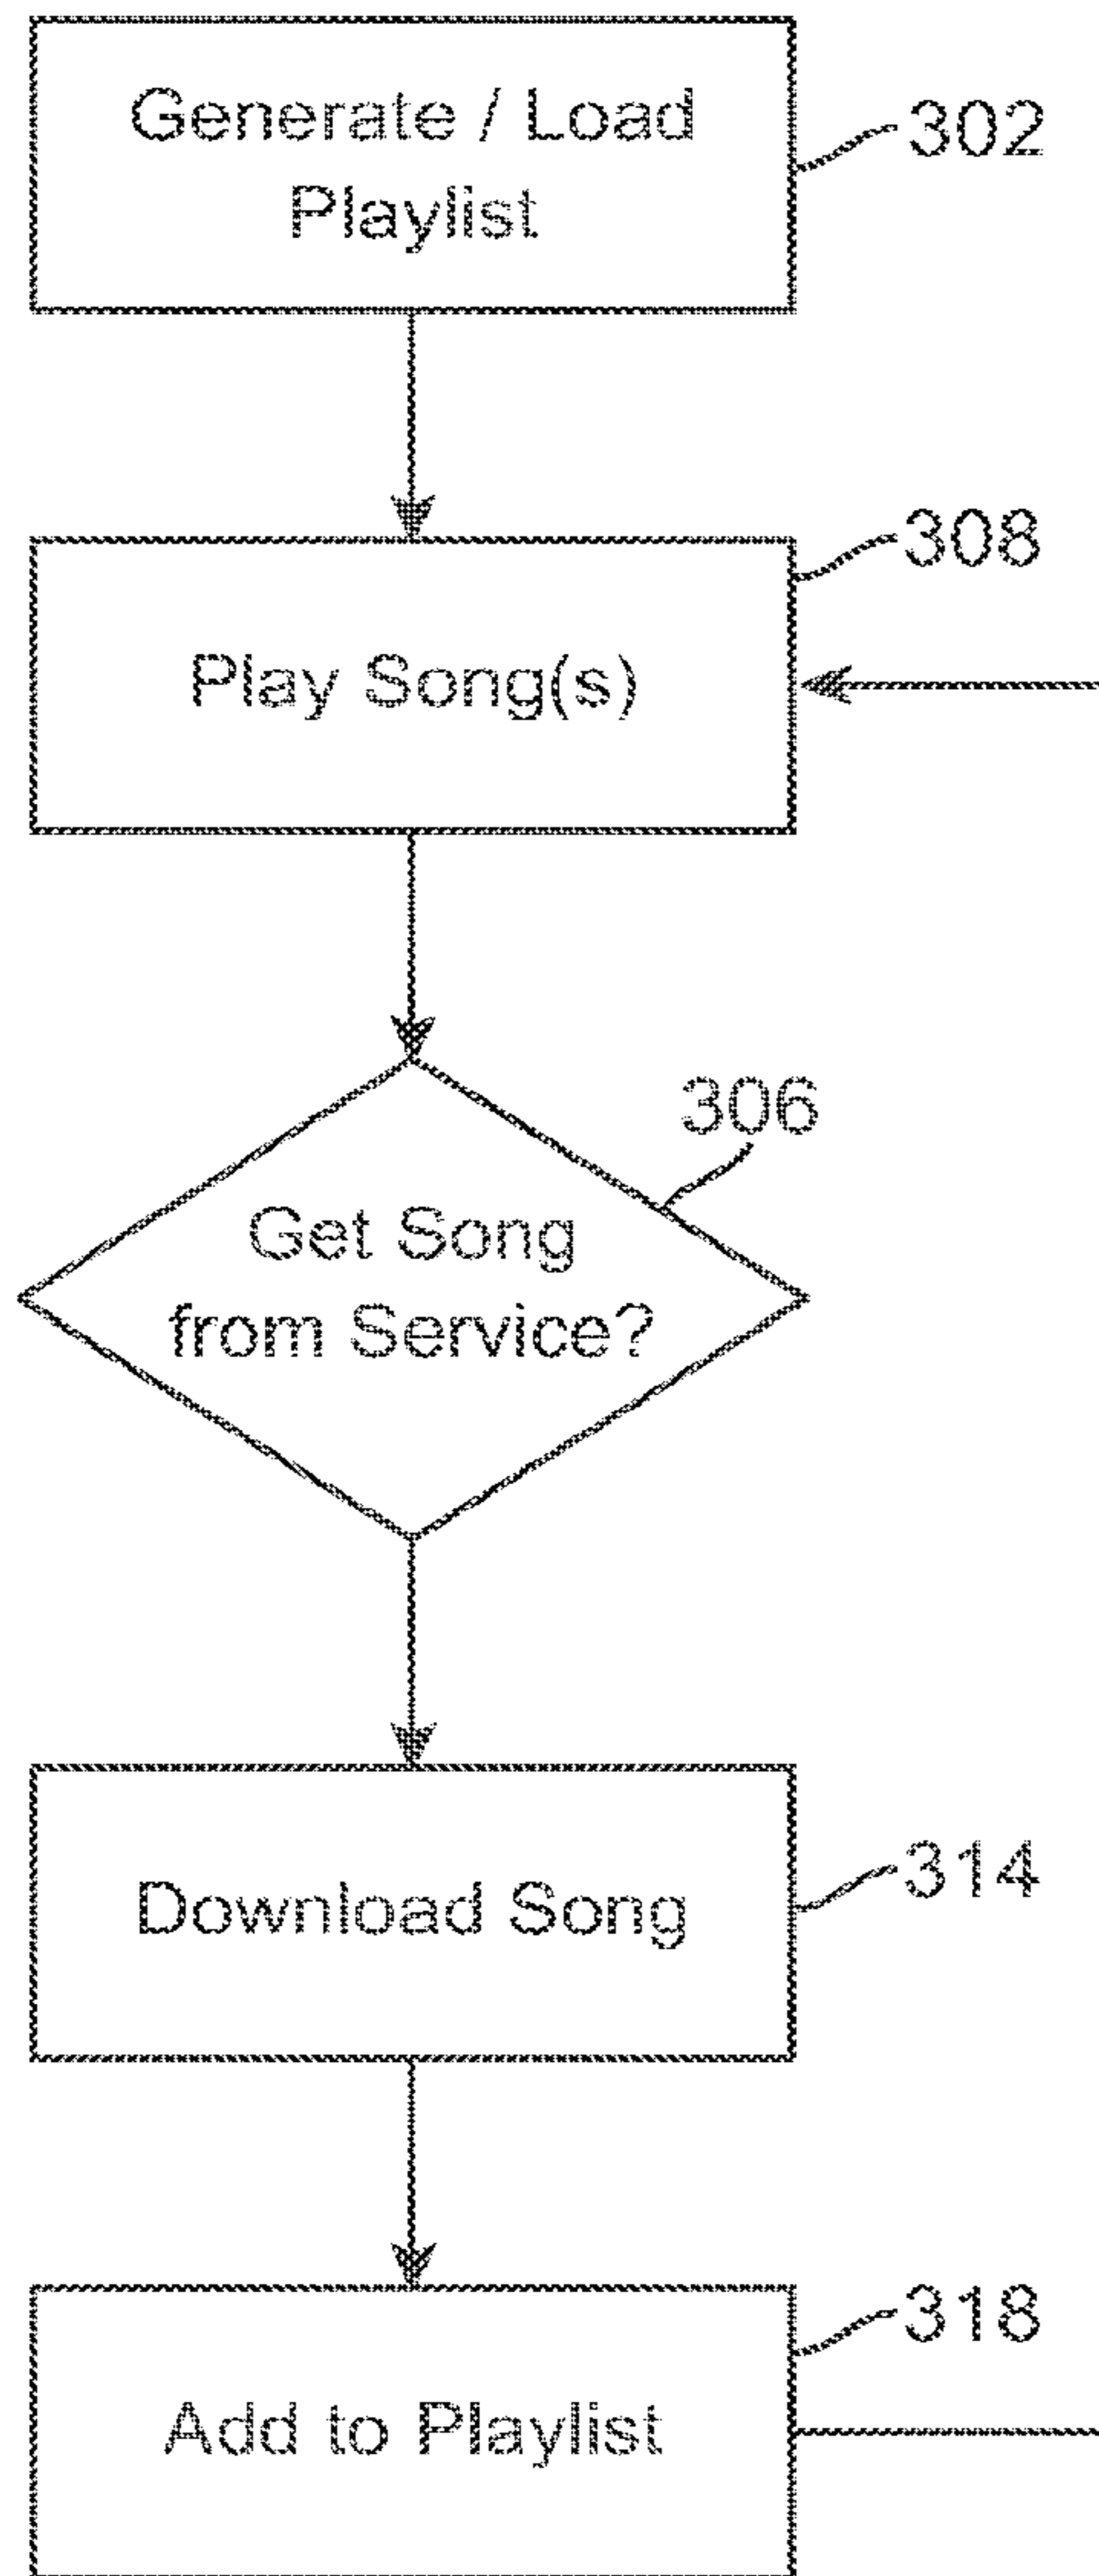 Generate / Load
Playlist
302
308
Play Song(s)
306
Get Song
from Service?
314
Download Song
318
Add to Playlist